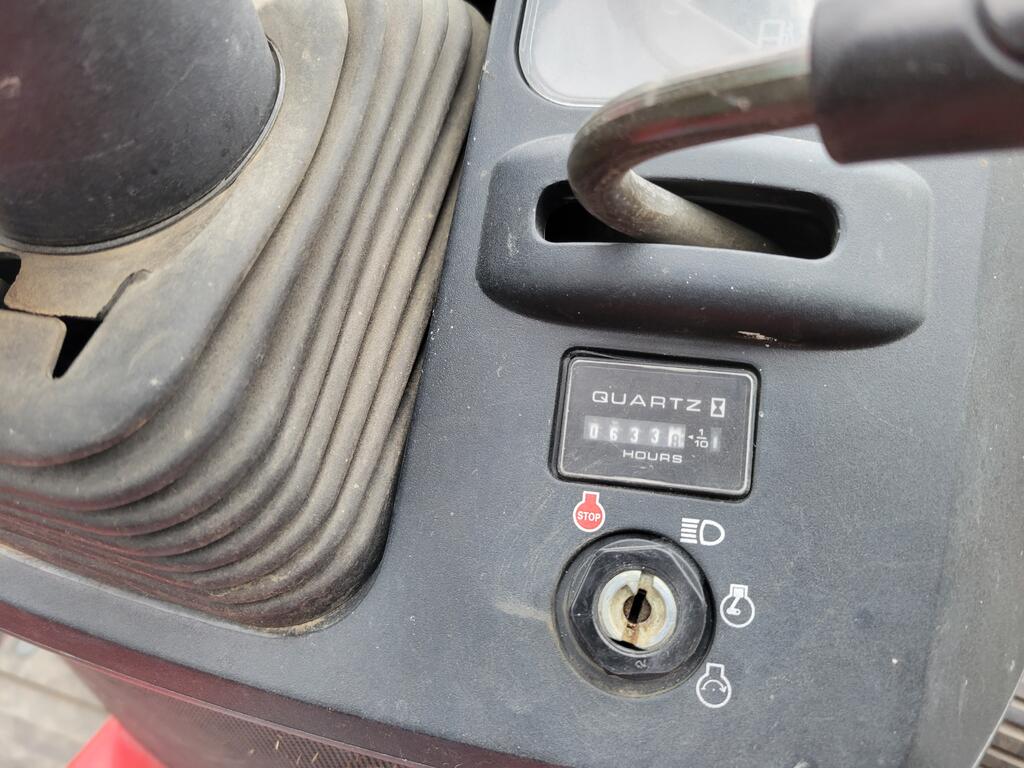 QUARTZ
0633 1/10
HOURS
STOP